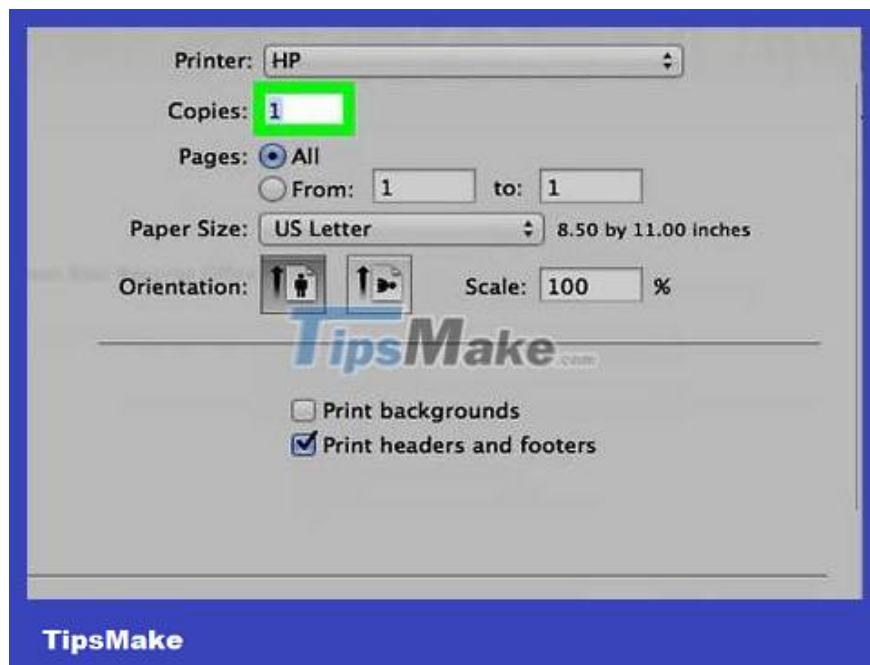 Printer: HP
Copies: 1
Pages: All
From: 1 to: 1
Paper Size: US Letter 8.50 by 11.00 inches
Orientation: Scale: 100 %
TipsMake.com
Print backgrounds
Print headers and footers
TipsMake